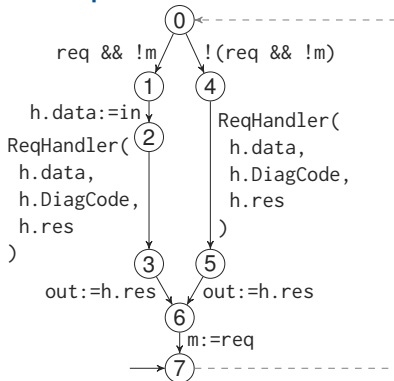 0
req && !m
!(req && !m)
1
4
h.data:=in
2
ReqHandler(
h.data,
h.DiagCode,
h.res
)
ReqHandler(
h.data,
h.DiagCode,
h.res
)
3
5
out:=h.res
out:=h.res
6
m:=req
7